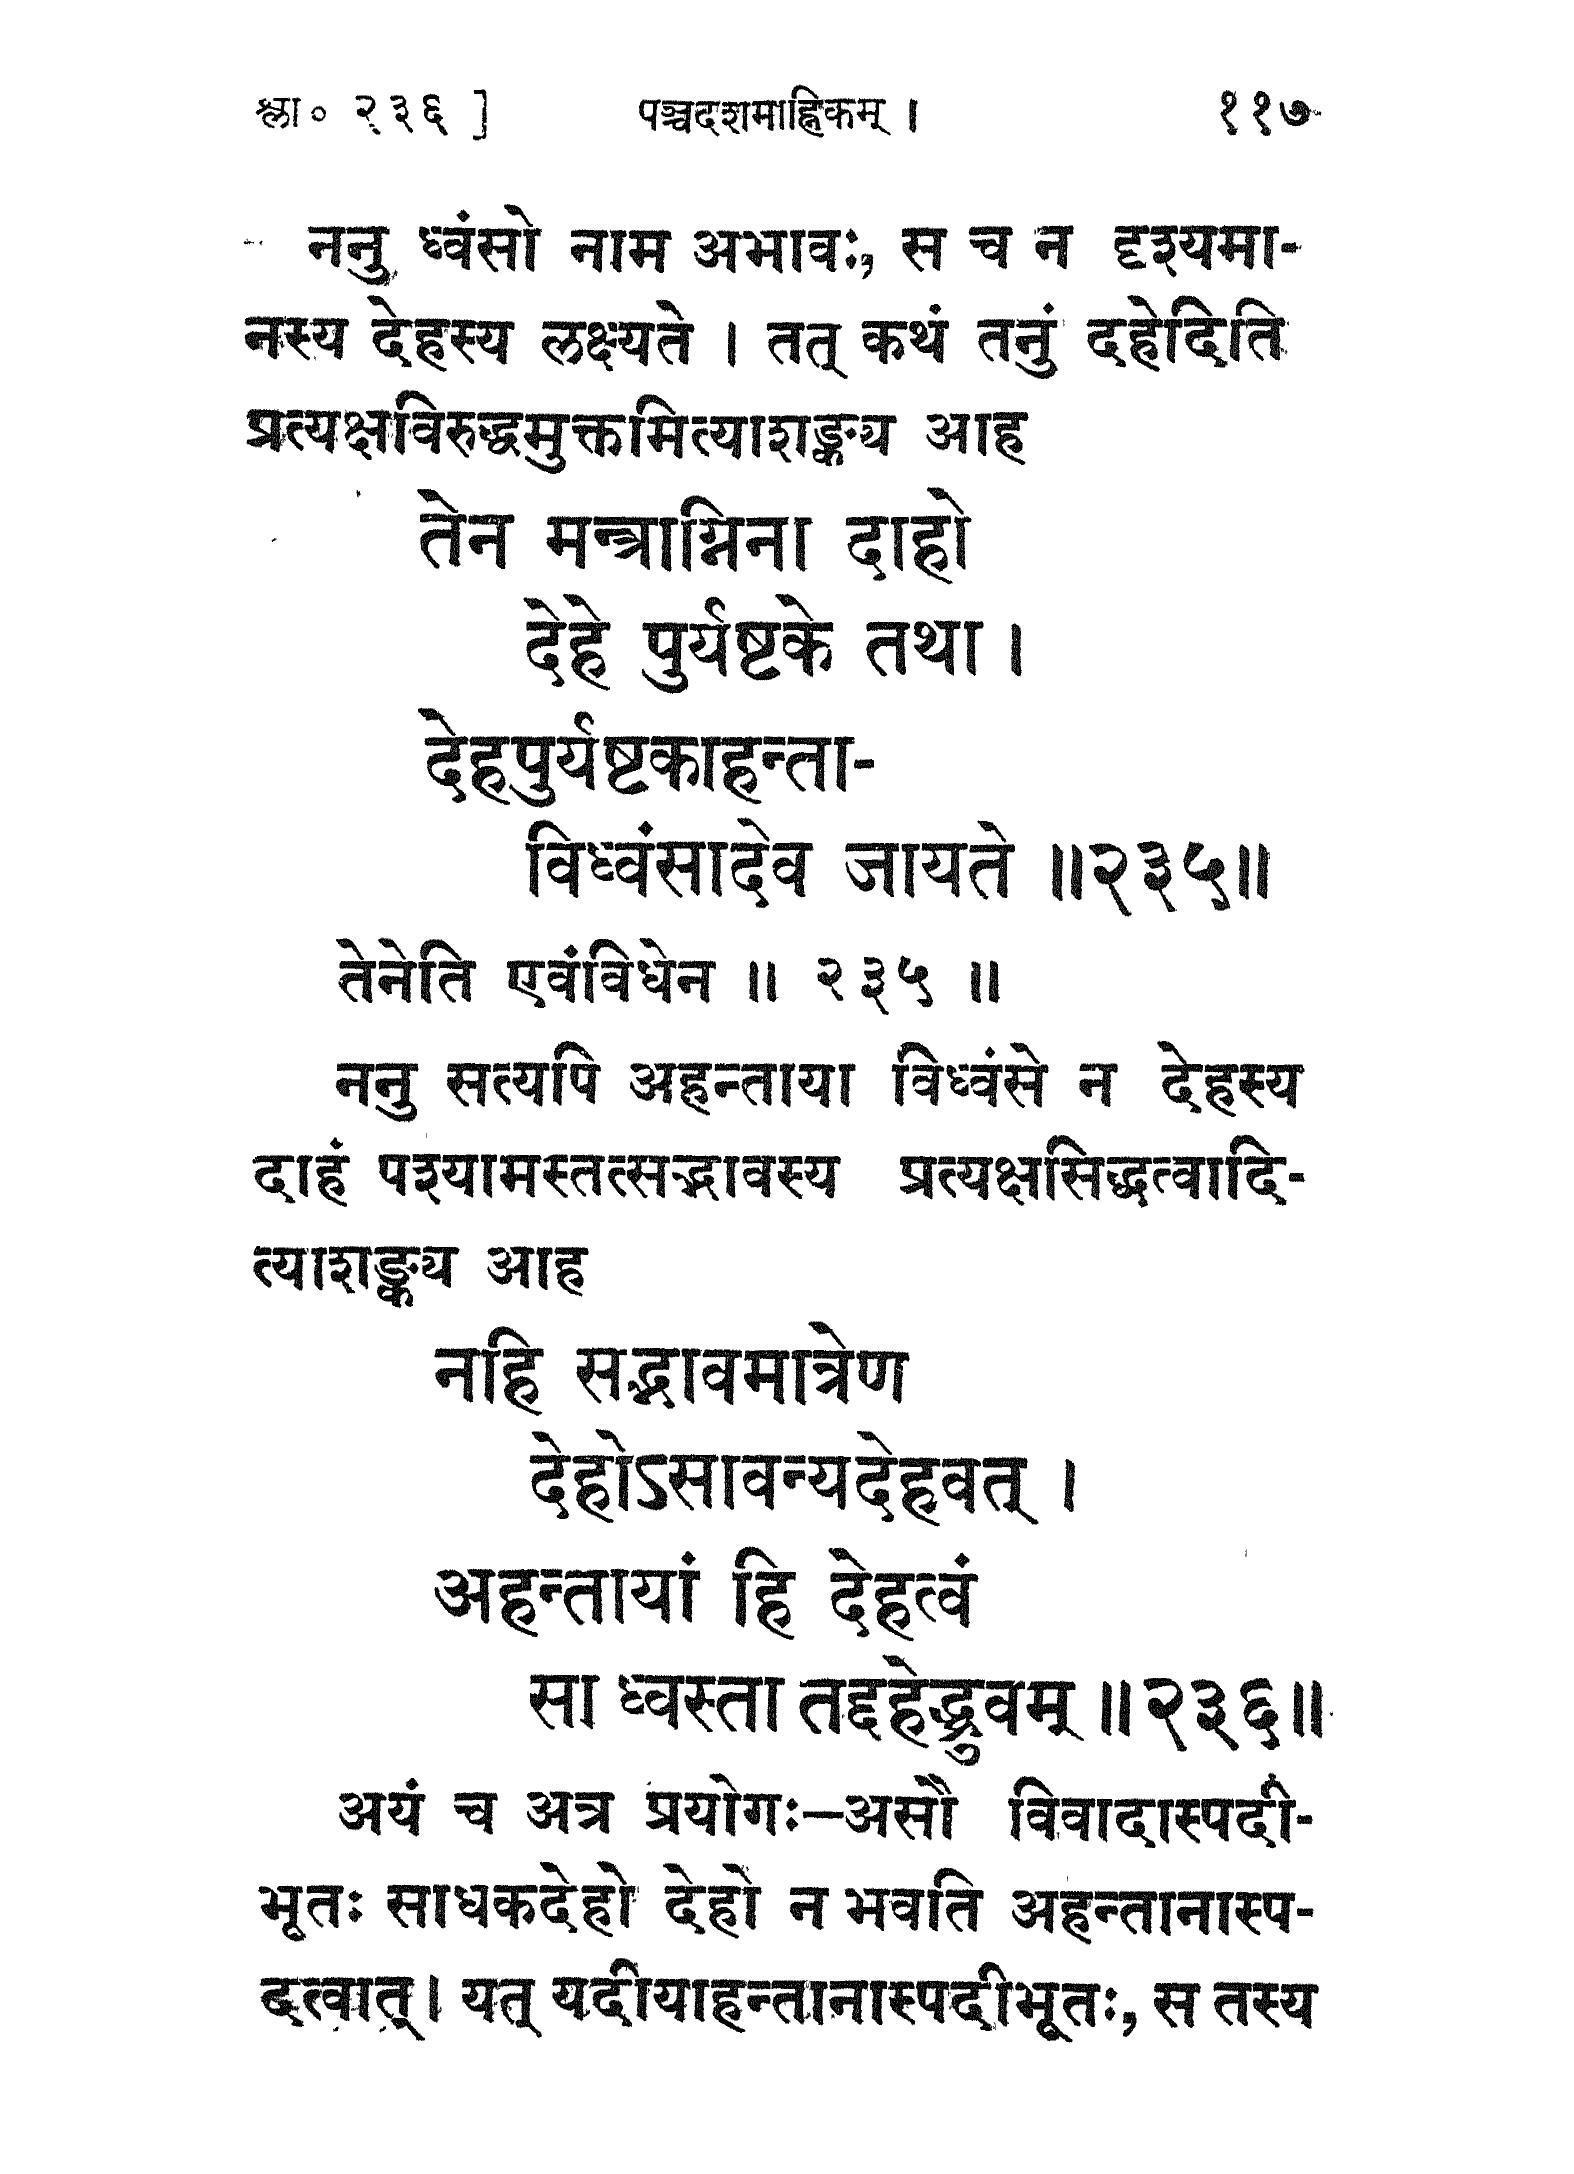 श्लो० २३६ ] पञ्चदशमाह्निकम् । ११७
ननु ध्वंसो नाम अभावः, स च न दृश्यमा-
नस्य देहस्य लक्ष्यते । तत् कथं तनुं दहेदिति
प्रत्यक्षविरुद्धमुक्तमित्याशङ्क्य आह
तेन मन्त्राग्निना दाहो
देहे पुर्यष्टके तथा ।
देहपुर्यष्टकाहन्ता-
विध्वंसादेव जायते ॥२३५॥
तेनेति एवंविधेन ॥ २३५ ॥
ननु सत्यपि अहन्ताया विध्वंसे न देहस्य
दाहं पश्यामस्तत्सद्भावस्य प्रत्यक्षसिद्धत्वादि-
त्याशङ्क्य आह
नहि सद्भावमात्रेण
देहोऽसावन्यदेहवत् ।
अहन्तायां हि देहत्वं
सा ध्वस्ता तद्दहेद्ध्रुवम् ॥२३६॥
अयं च अत्र प्रयोगः—असौ विवादास्पदी-
भूतः साधकदेहो देहो न भवति अहन्तानास्प-
दत्वात् । यत् यदीयाहन्तानास्पदीभूतः, स तस्य